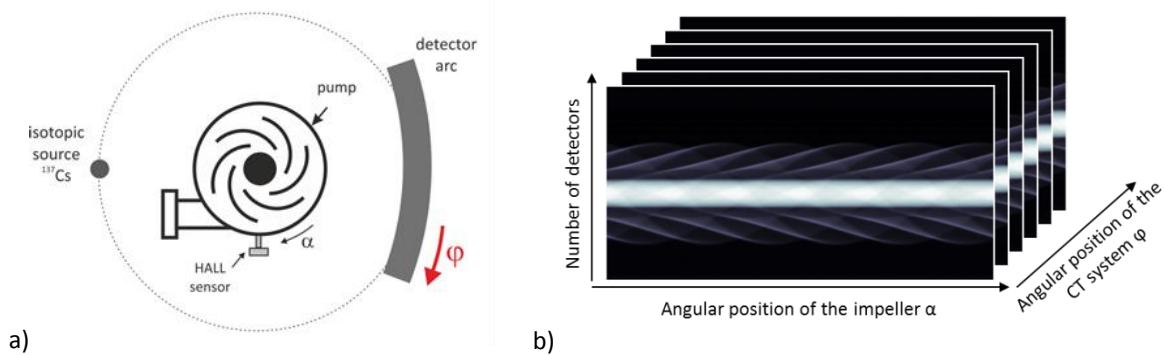 detector
arc
pump
isotopic
source
¹³⁷Cs
α
HALL
sensor
φ
a)
Number of detectors
Angular position of the impeller α
Angular position of the
CT system φ
b)